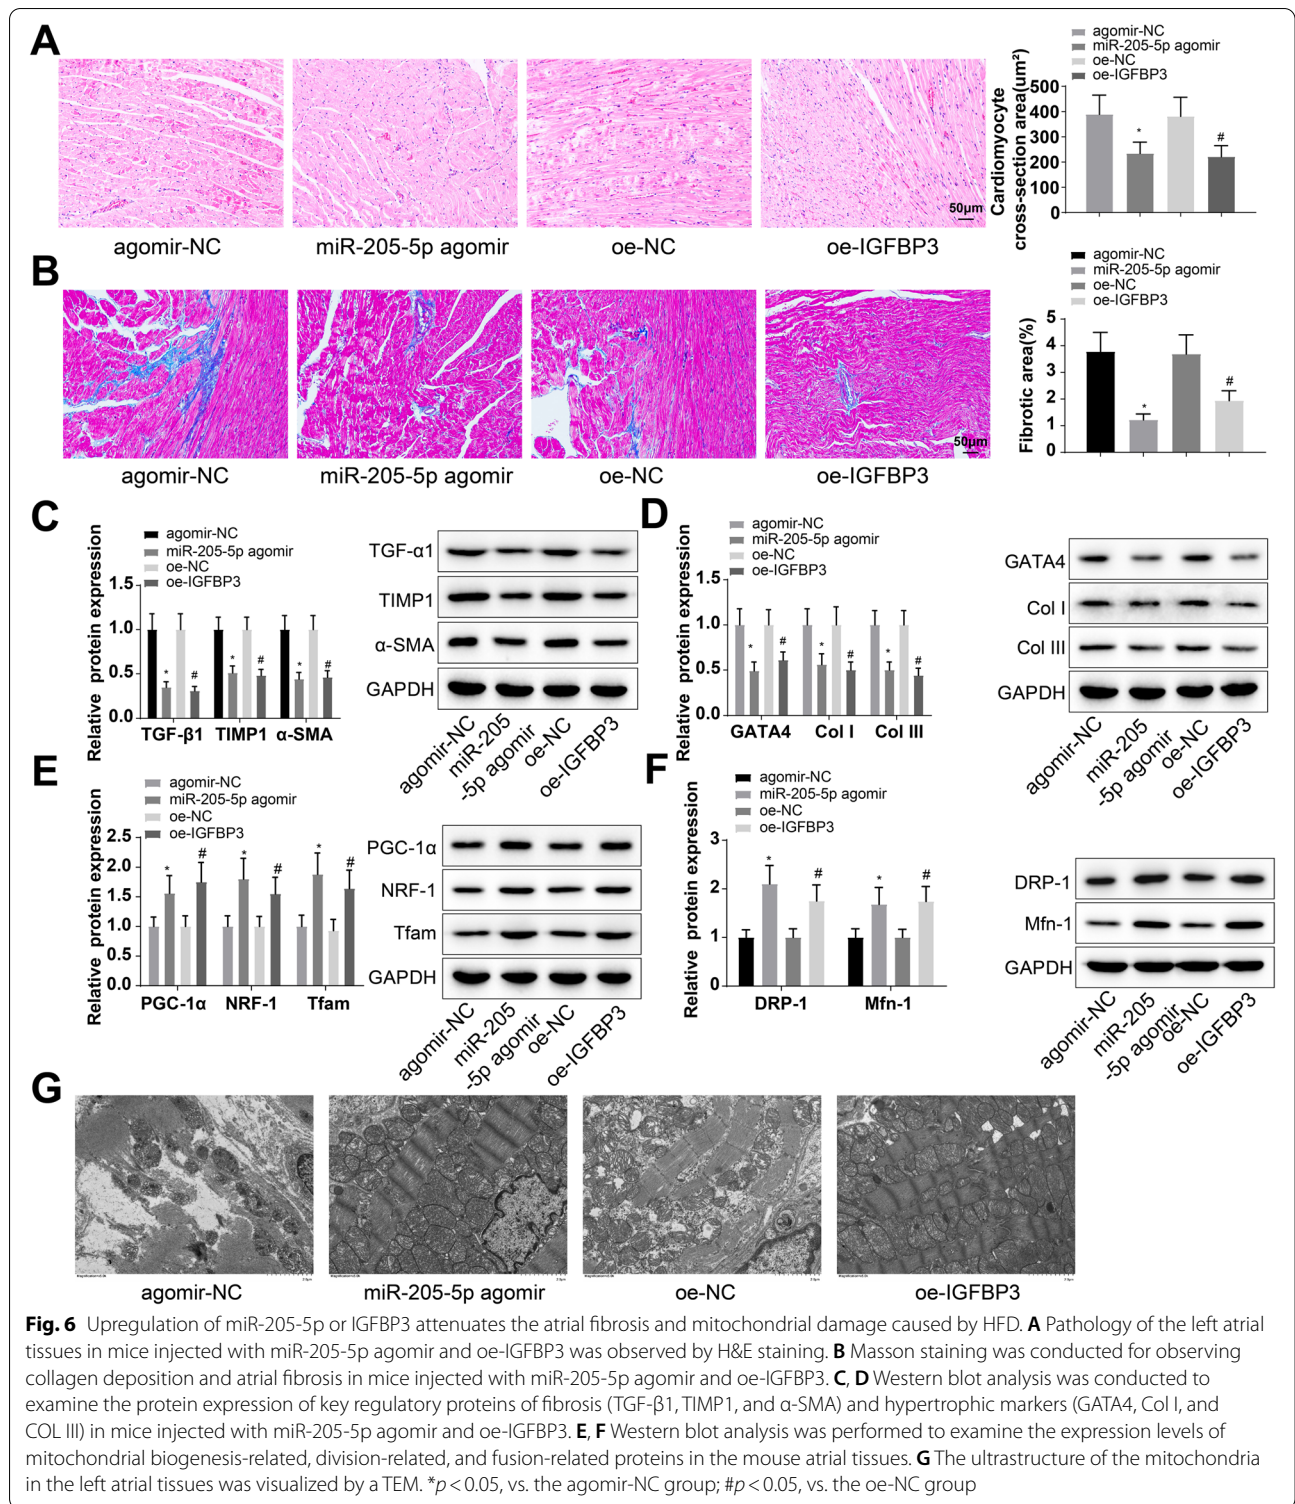 A
agomir-NC
miR-205-5p agomir
oe-NC
oe-IGFBP3
50μm
agomir-NC
miR-205-5p agomir
oe-NC
oe-IGFBP3
Cardiomyocyte
cross-section area(um²)
500
400
300
200
100
0
*
#
B
agomir-NC
miR-205-5p agomir
oe-NC
oe-IGFBP3
50μm
agomir-NC
miR-205-5p agomir
oe-NC
oe-IGFBP3
Fibrotic area(%)
5
4
3
2
1
0
*
#
C
agomir-NC
miR-205-5p agomir
oe-NC
oe-IGFBP3
Relative protein expression
1.5
1.0
0.5
0.0
* # * # * #
TGF-β1 TIMP1 α-SMA
TGF-α1
TIMP1
α-SMA
GAPDH
agomir-NC
miR-205
-5p agomir
oe-NC
oe-IGFBP3
D
agomir-NC
miR-205-5p agomir
oe-NC
oe-IGFBP3
Relative protein expression
1.5
1.0
0.5
0.0
* # * # * #
GATA4 Col I Col III
GATA4
Col I
Col III
GAPDH
agomir-NC
miR-205
-5p agomir
oe-NC
oe-IGFBP3
E
agomir-NC
miR-205-5p agomir
oe-NC
oe-IGFBP3
Relative protein expression
2.5
2.0
1.5
1.0
0.5
0.0
* # * # * #
PGC-1α NRF-1 Tfam
PGC-1α
NRF-1
Tfam
GAPDH
agomir-NC
miR-205
-5p agomir
oe-NC
oe-IGFBP3
F
agomir-NC
miR-205-5p agomir
oe-NC
oe-IGFBP3
Relative protein expression
3
2
1
0
* # * #
DRP-1 Mfn-1
DRP-1
Mfn-1
GAPDH
agomir-NC
miR-205
-5p agomir
oe-NC
oe-IGFBP3
G
agomir-NC
miR-205-5p agomir
oe-NC
oe-IGFBP3
Fig. 6 Upregulation of miR-205-5p or IGFBP3 attenuates the atrial fibrosis and mitochondrial damage caused by HFD. A Pathology of the left atrial
tissues in mice injected with miR-205-5p agomir and oe-IGFBP3 was observed by H&E staining. B Masson staining was conducted for observing
collagen deposition and atrial fibrosis in mice injected with miR-205-5p agomir and oe-IGFBP3. C, D Western blot analysis was conducted to
examine the protein expression of key regulatory proteins of fibrosis (TGF-β1, TIMP1, and α-SMA) and hypertrophic markers (GATA4, Col I, and
COL III) in mice injected with miR-205-5p agomir and oe-IGFBP3. E, F Western blot analysis was performed to examine the expression levels of
mitochondrial biogenesis-related, division-related, and fusion-related proteins in the mouse atrial tissues. G The ultrastructure of the mitochondria
in the left atrial tissues was visualized by a TEM. *p < 0.05, vs. the agomir-NC group; #p < 0.05, vs. the oe-NC group